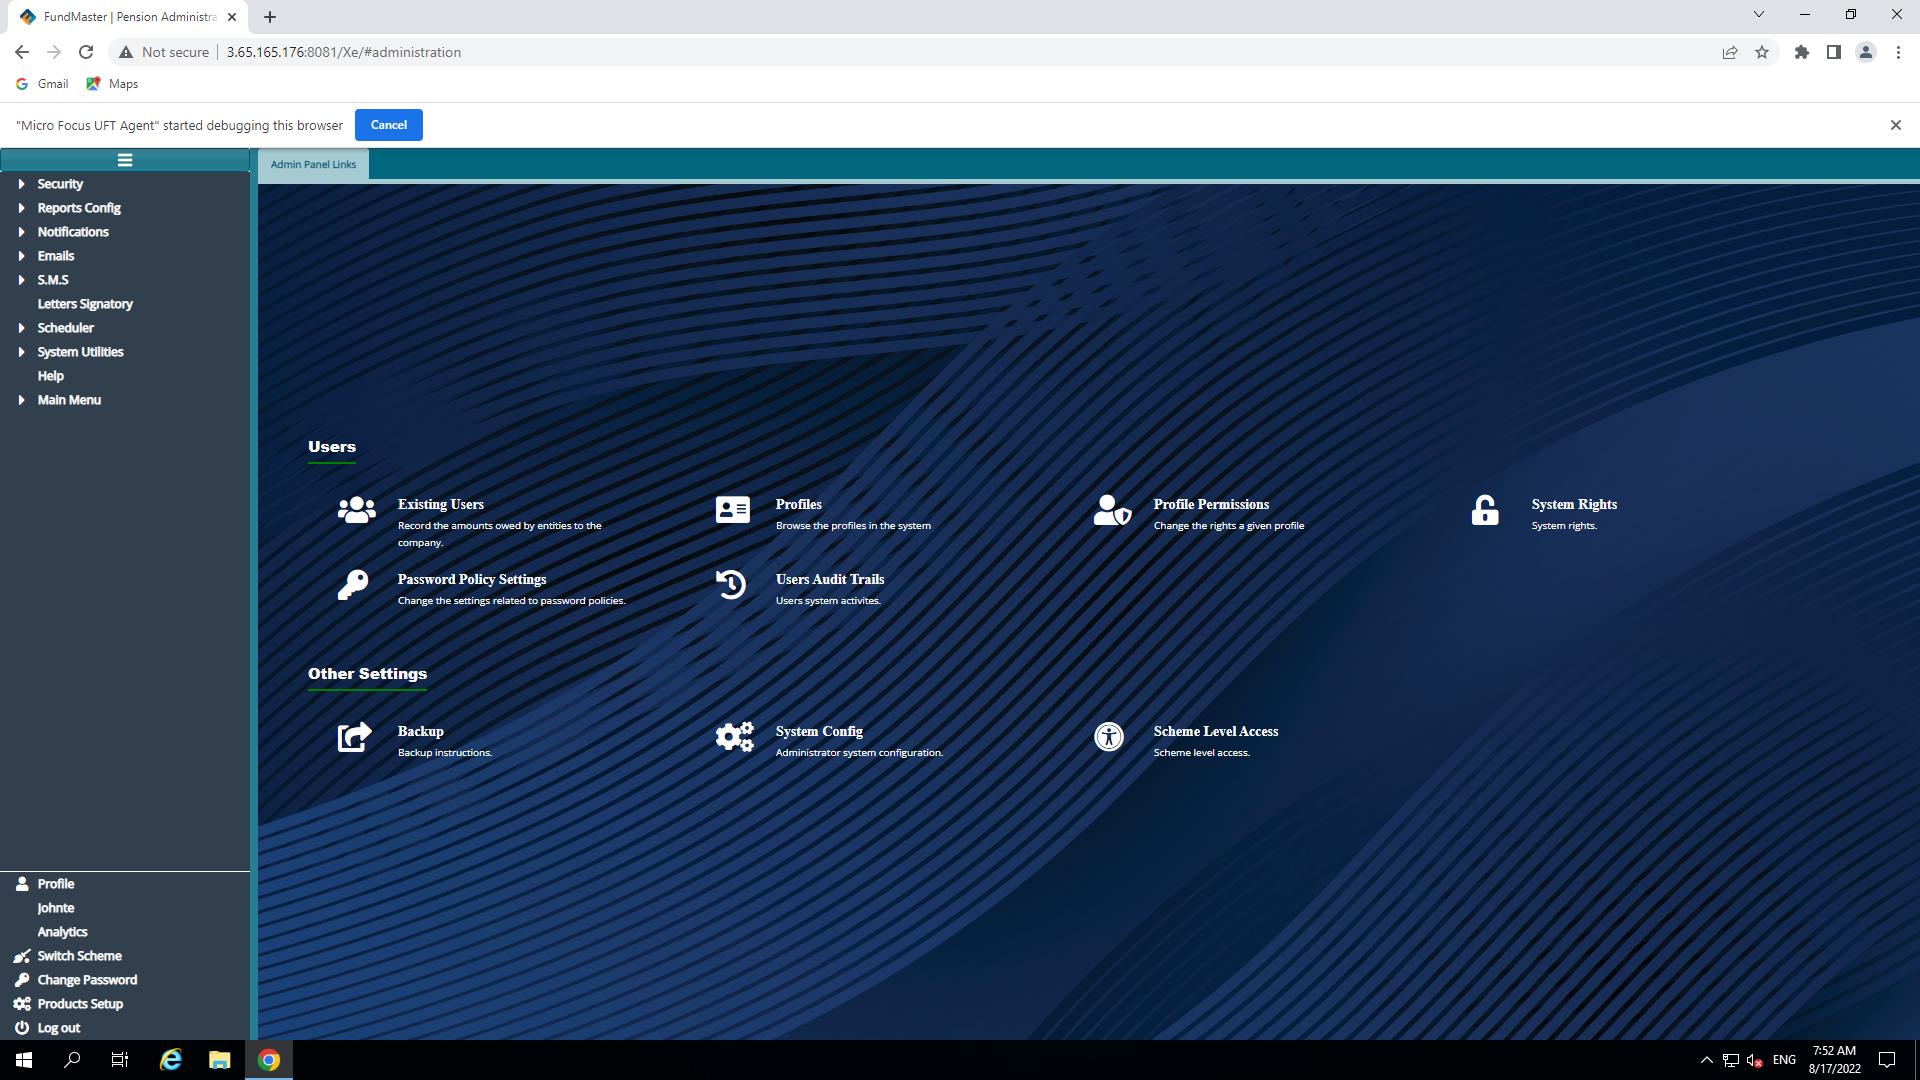 FundMaster | Pension Administra
Not secure
3.65.165.176:8081/Xe/#administration
Gmail
Maps
"Micro Focus UFT Agent" started debugging this browser
Cancel
Admin Panel Links
Security
Reports Config
Notifications
Emails
S.M.S
Letters Signatory
Scheduler
System Utilities
Help
Main Menu
Users
Existing Users
Record the amounts owed by entities to the
company.
Profiles
Browse the profiles in the system
Profile Permissions
Change the rights a given profile
System Rights
System rights.
Password Policy Settings
Change the settings related to password policies.
Users Audit Trails
Users system activites.
Other Settings
Backup
Backup instructions.
System Config
Administrator system configuration.
Scheme Level Access
Scheme level access.
Profile
Johnte
Analytics
Switch Scheme
Change Password
Products Setup
Log out
ENG
7:52 AM
8/17/2022